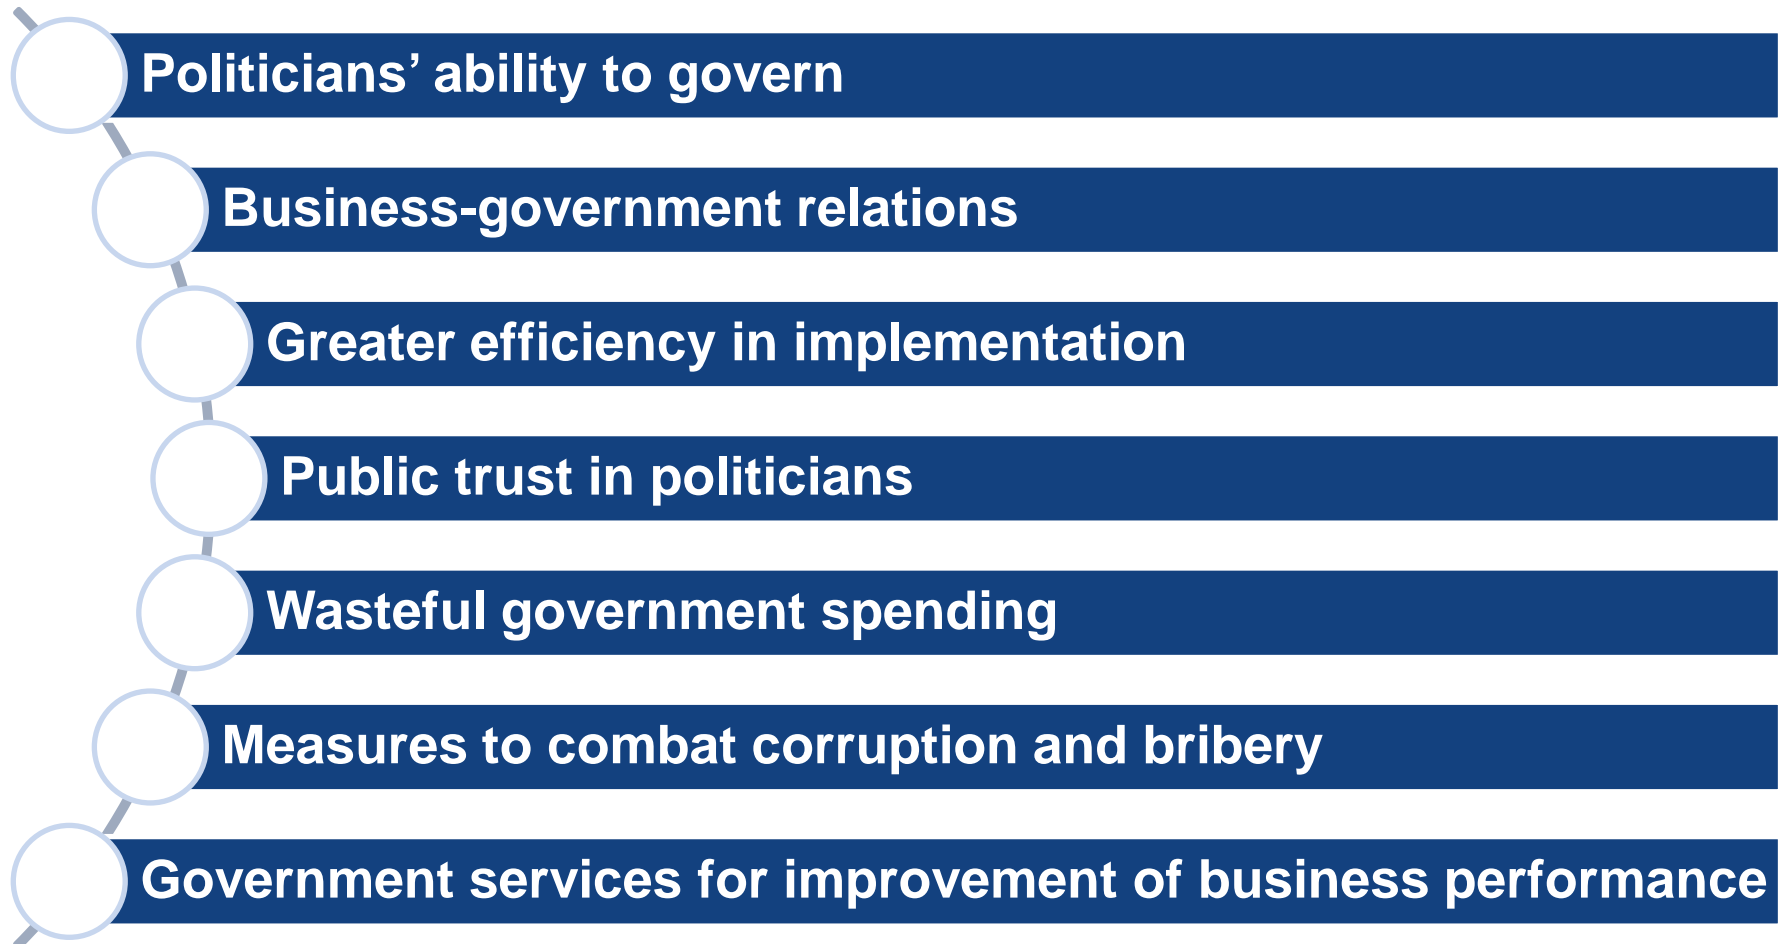 Politicians’ ability to govern
Business-government relations
Greater efficiency in implementation
Public trust in politicians
Wasteful government spending
Measures to combat corruption and bribery
Government services for improvement of business performance